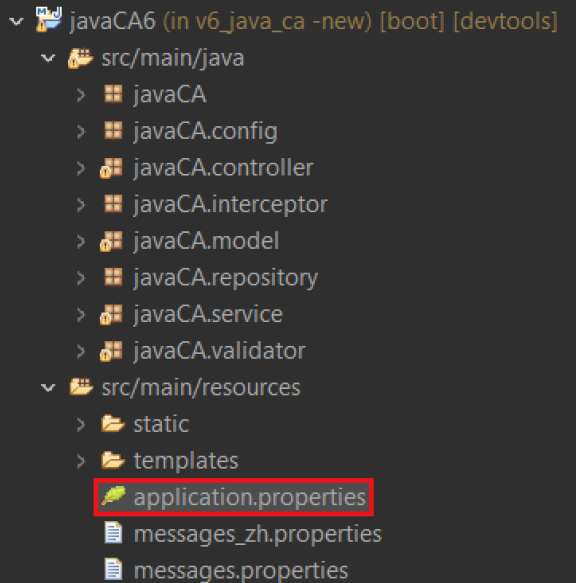 javaCA6 (in v6_java_ca -new) [boot] [devtools]
src/main/java
javaCA
javaCA.config
javaCA.controller
javaCA.interceptor
javaCA.model
javaCA.repository
javaCA.service
javaCA.validator
src/main/resources
static
templates
application.properties
messages_zh.properties
messages.properties